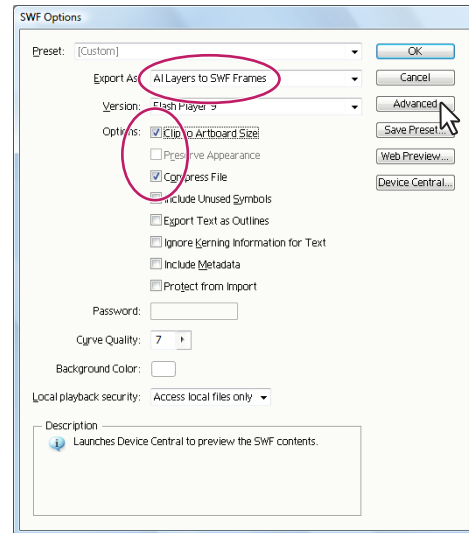 SWF Options
Preset: [Custom] OK
Export As: AI Layers to SWF Frames Cancel
Version: Flash Player 9 Advanced
Options: Clip to Artboard Size Save Preset...
Preserve Appearance Web Preview...
Compress File Device Central...
Include Unused Symbols
Export Text as Outlines
Ignore Kerning Information for Text
Include Metadata
Protect from Import
Password:
Curve Quality: 7
Background Color:
Local playback security: Access local files only
Description
Launches Device Central to preview the SWF contents.